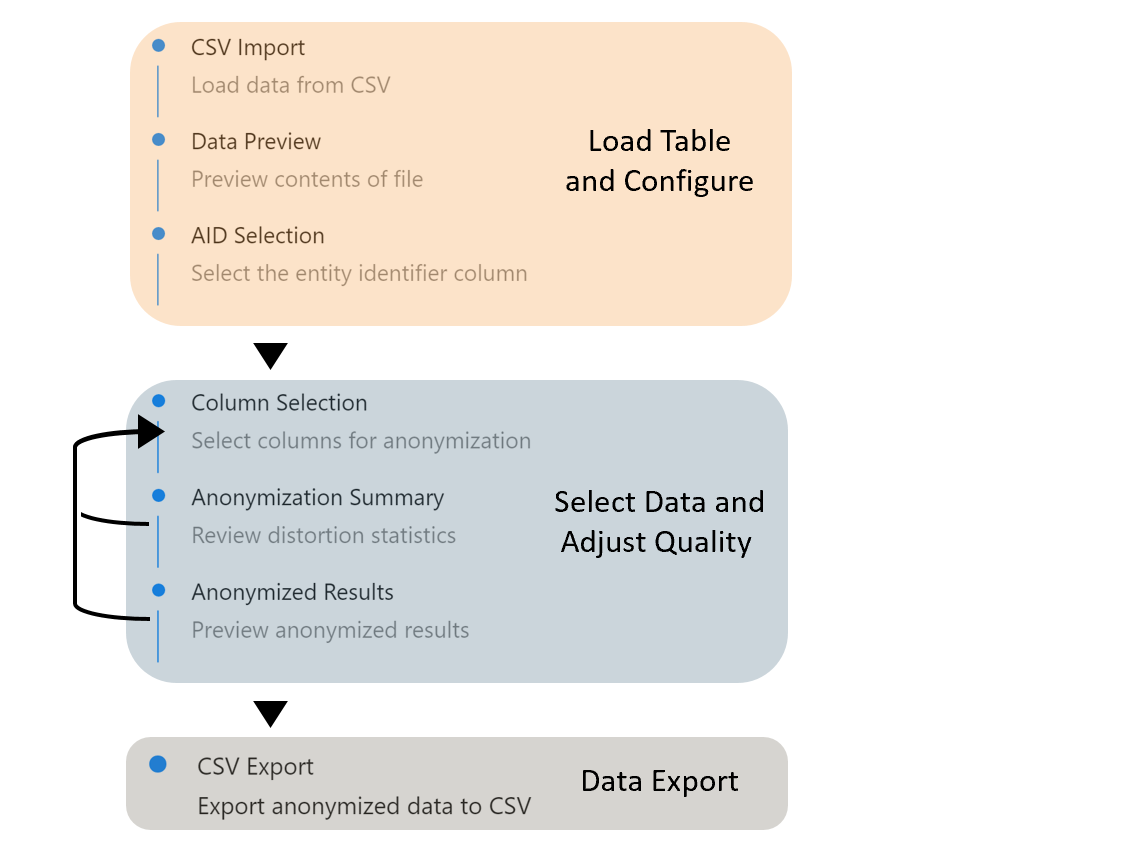 CSV Import
Load data from CSV
Data Preview
Preview contents of file
AID Selection
Select the entity identifier column
Load Table
and Configure
Column Selection
Select columns for anonymization
Anonymization Summary
Review distortion statistics
Anonymized Results
Preview anonymized results
Select Data and
Adjust Quality
CSV Export
Export anonymized data to CSV
Data Export